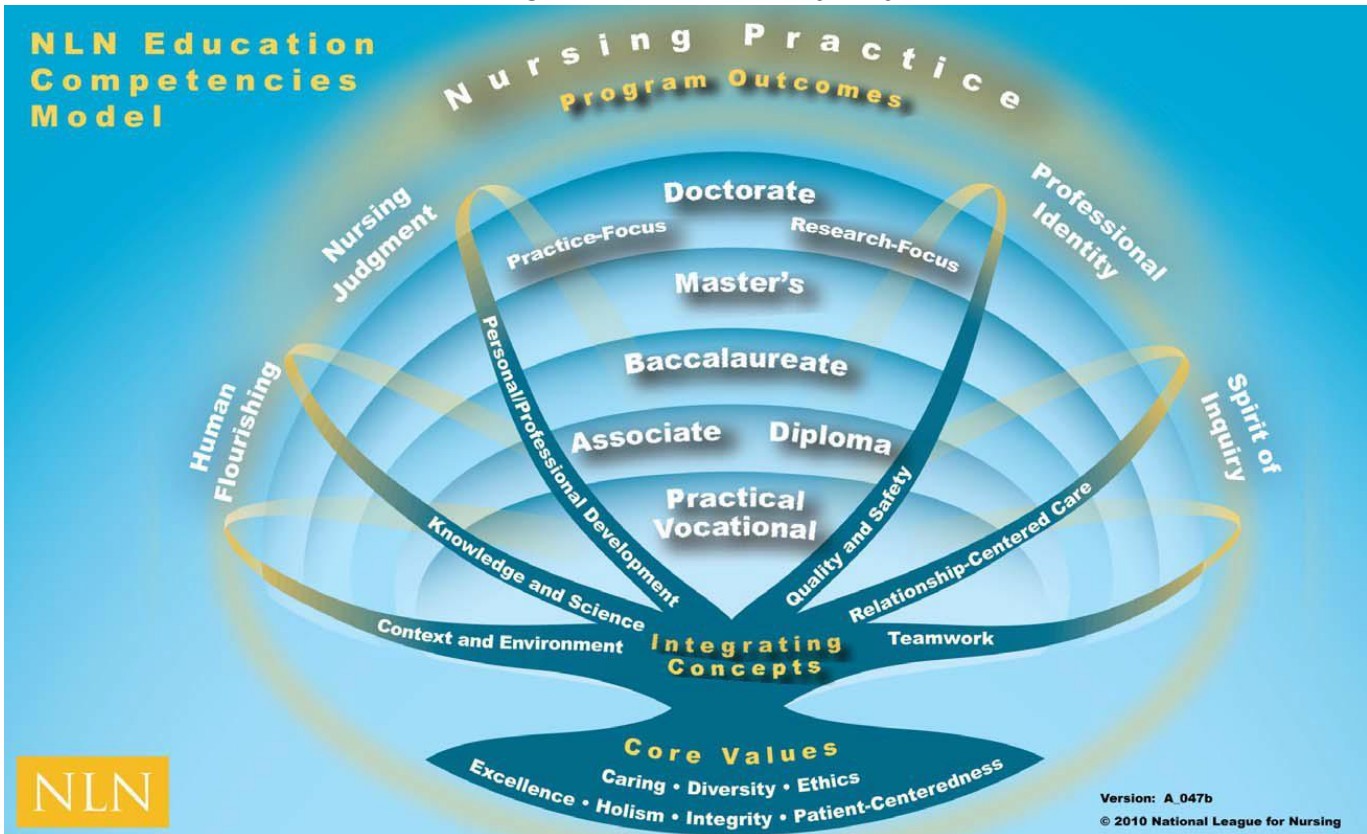 NLN Education
Competencies
Model
Nursing Practice
Program Outcomes
Human
Flourishing
Nursing
Judgment
Professional
Identity
Spirit of
Inquiry
Doctorate
Practice-Focus
Research-Focus
Master's
Baccalaureate
Associate
Diploma
Practical
Vocational
Context and Environment
Knowledge and Science
Personal/Professional Development
Quality and Safety
Relationship-Centered Care
Teamwork
Integrating
Concepts
Core Values
Caring • Diversity • Ethics
Excellence • Holism • Integrity • Patient-Centeredness
NLN
Version: A_047b
© 2010 National League for Nursing